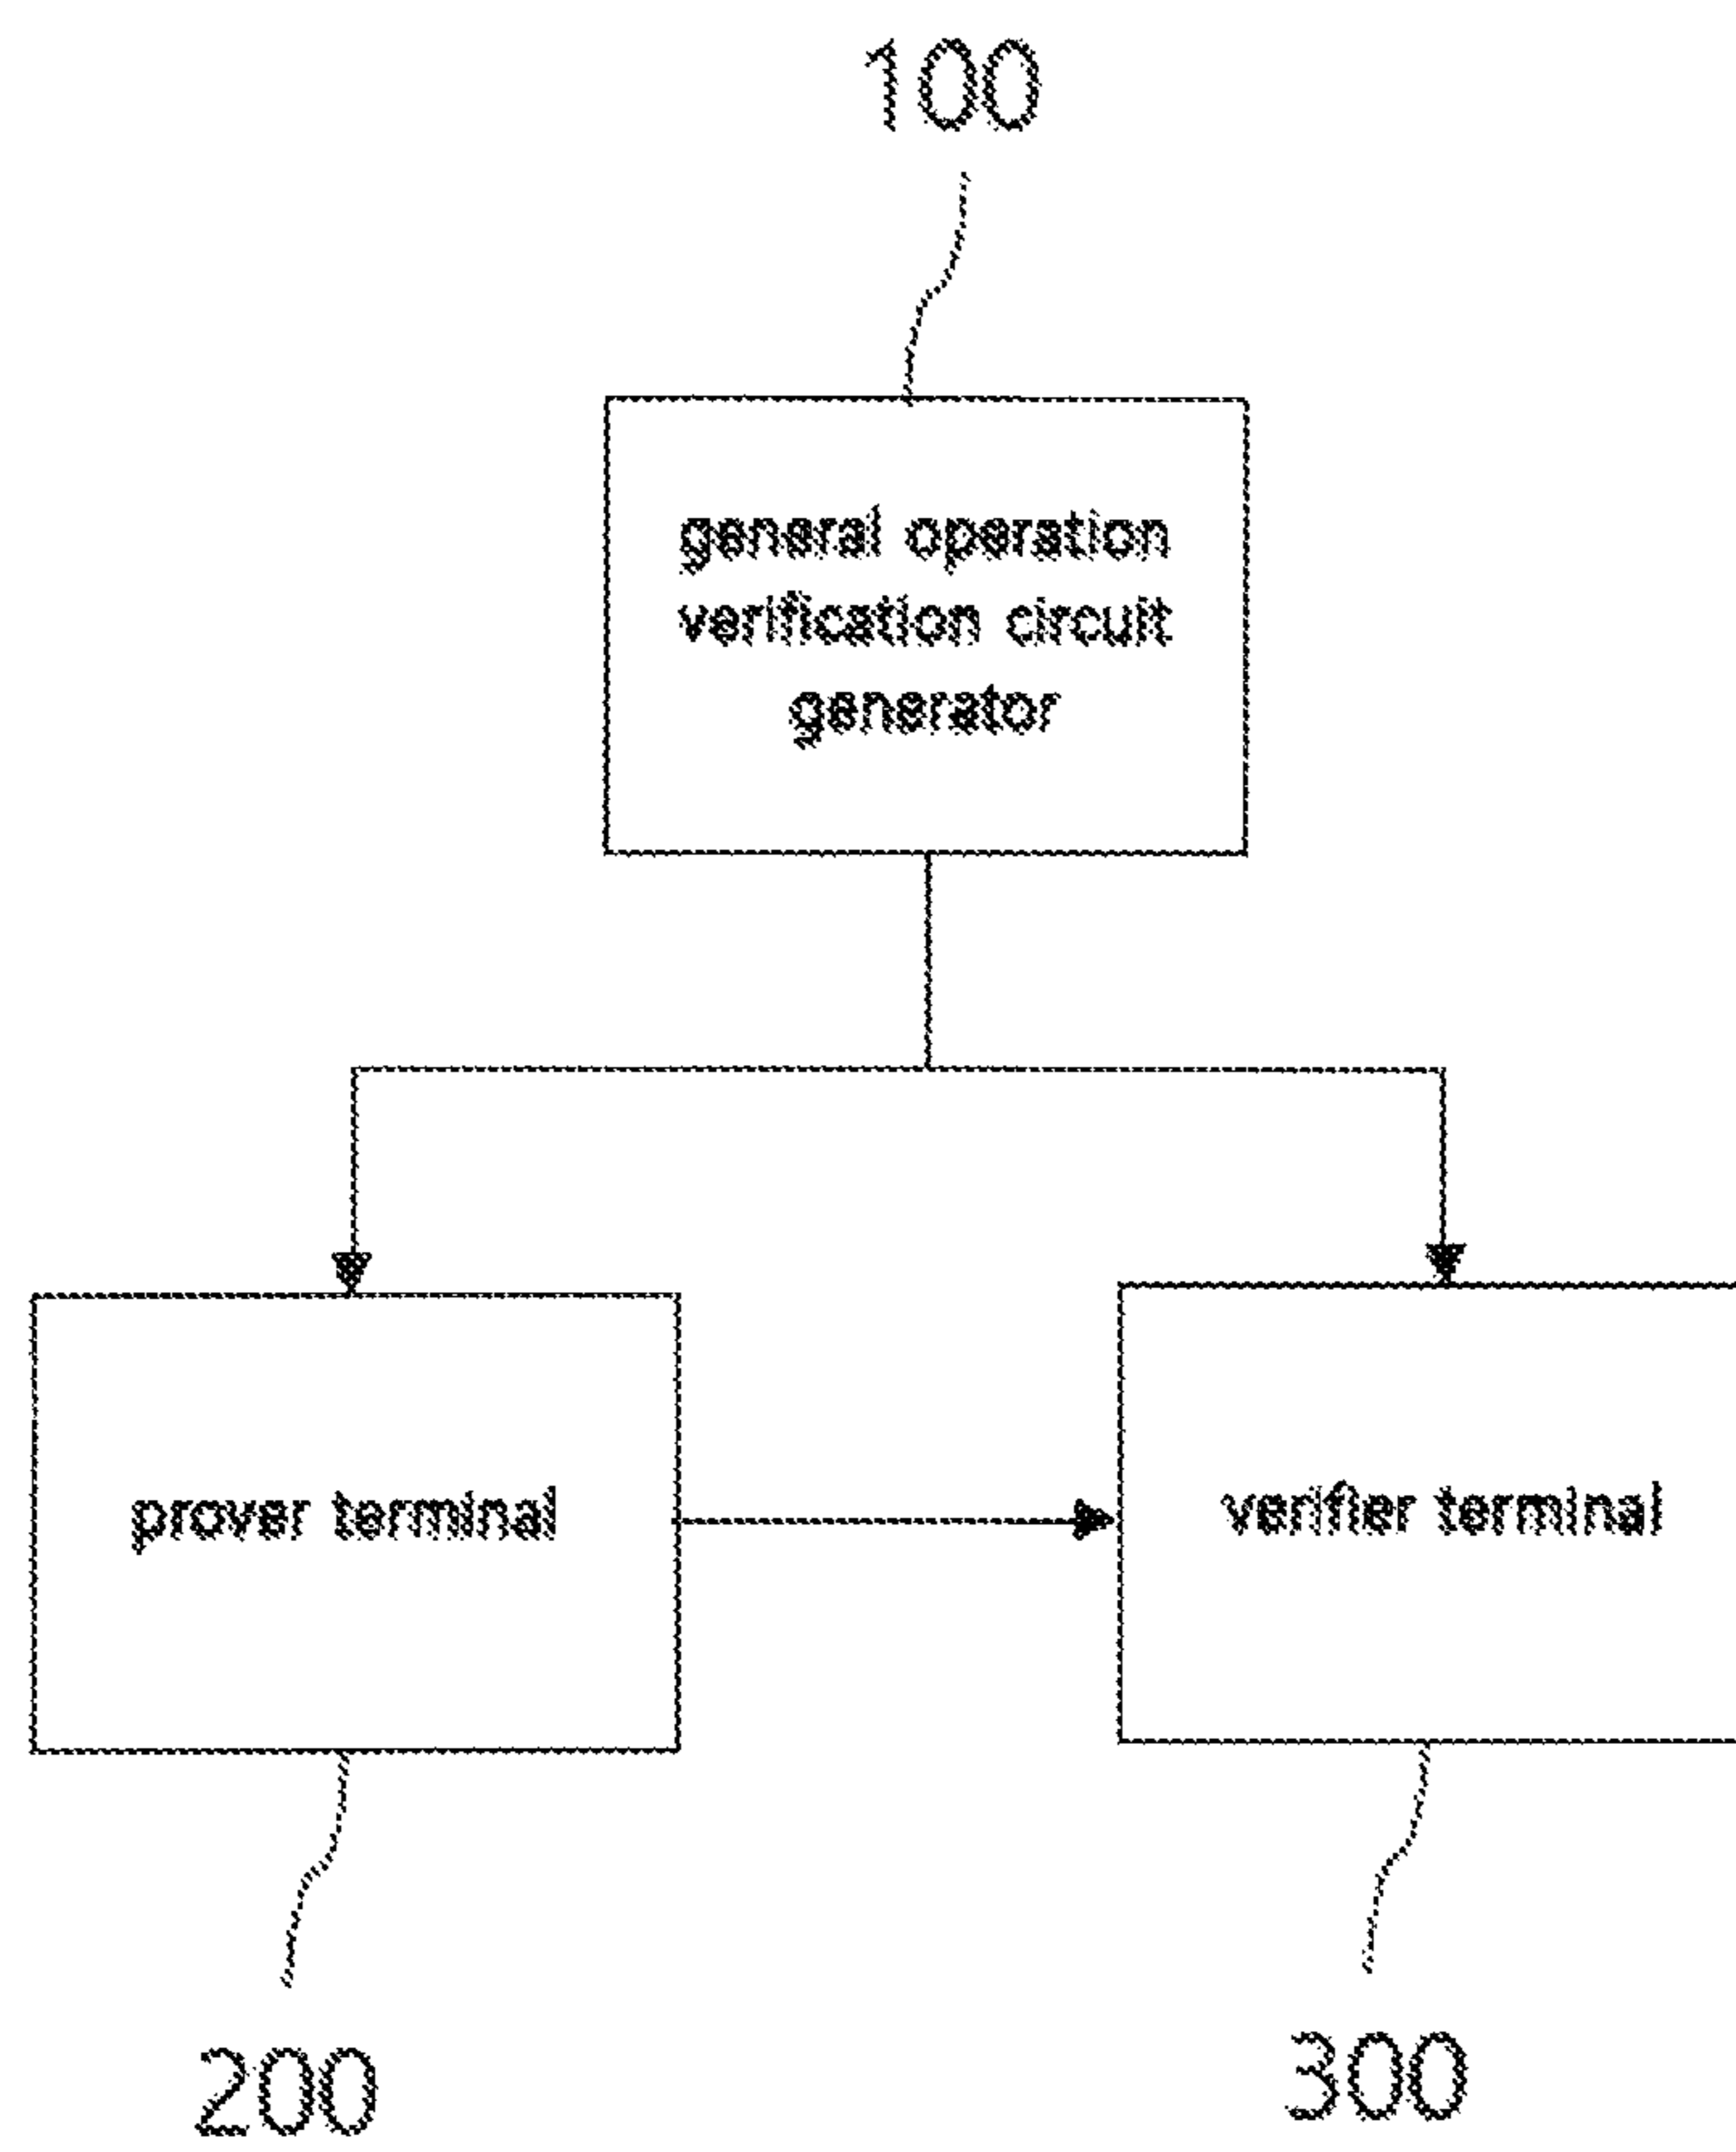 100
general operation
verification circuit
generator
prover terminal
verifier terminal
200
300